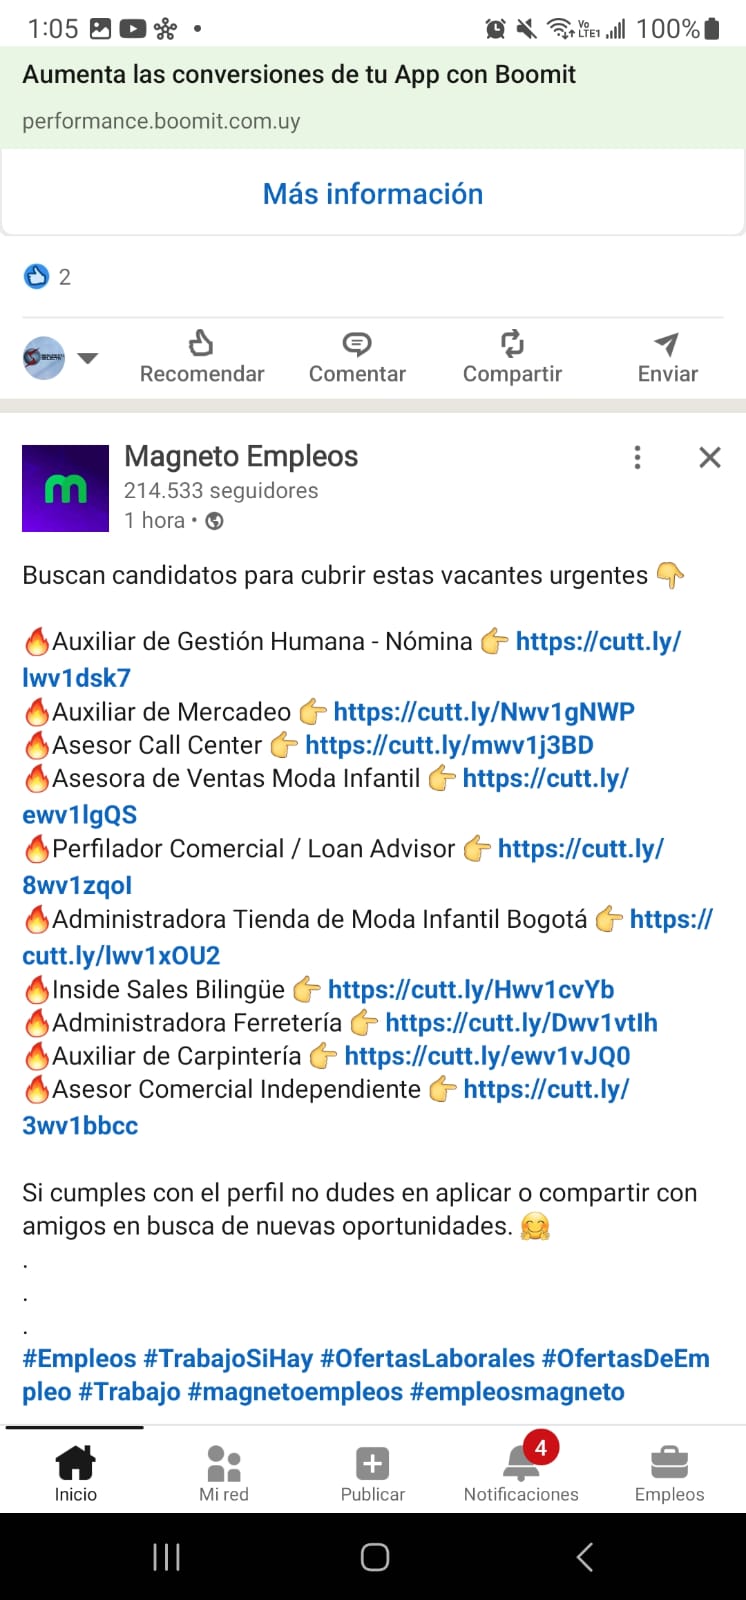 1:05
Vo
LTE1
100%
Aumenta las conversiones de tu App con Boomit
performance.boomit.com.uy
Más información
2
Recomendar Comentar Compartir Enviar
Magneto Empleos
214.533 seguidores
1 hora •
Buscan candidatos para cubrir estas vacantes urgentes 👇
🔥Auxiliar de Gestión Humana - Nómina 👉 https://cutt.ly/
lwv1dsk7
🔥Auxiliar de Mercadeo 👉 https://cutt.ly/Nwv1gNWP
🔥Asesor Call Center 👉 https://cutt.ly/mwv1j3BD
🔥Asesora de Ventas Moda Infantil 👉 https://cutt.ly/
ewv1lgQS
🔥Perfilador Comercial / Loan Advisor 👉 https://cutt.ly/
8wv1zqoI
🔥Administradora Tienda de Moda Infantil Bogotá 👉 https://
cutt.ly/lwv1xOU2
🔥Inside Sales Bilingüe 👉 https://cutt.ly/Hwv1cvYb
🔥Administradora Ferretería 👉 https://cutt.ly/Dwv1vtIh
🔥Auxiliar de Carpintería 👉 https://cutt.ly/ewv1vJQ0
🔥Asesor Comercial Independiente 👉 https://cutt.ly/
3wv1bbcc
Si cumples con el perfil no dudes en aplicar o compartir con
amigos en busca de nuevas oportunidades. 🤗
.
.
.
#Empleos #TrabajoSiHay #OfertasLaborales #OfertasDeEm
pleo #Trabajo #magnetoempleos #empleosmagneto
4
Inicio Mi red Publicar Notificaciones Empleos